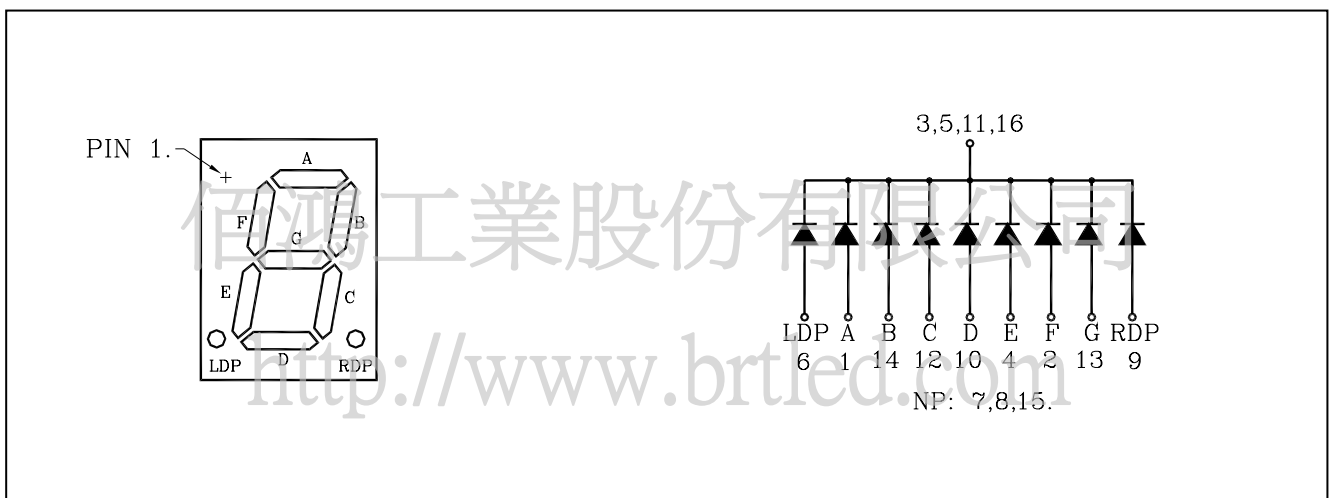 PIN 1.
+
A
F
B
G
E
C
D
LDP
RDP
3,5,11,16
LDP A B C D E F G RDP
6 1 14 12 10 4 2 13 9
NP: 7,8,15.
佰鴻工業股份有限公司
http://www.brtled.com